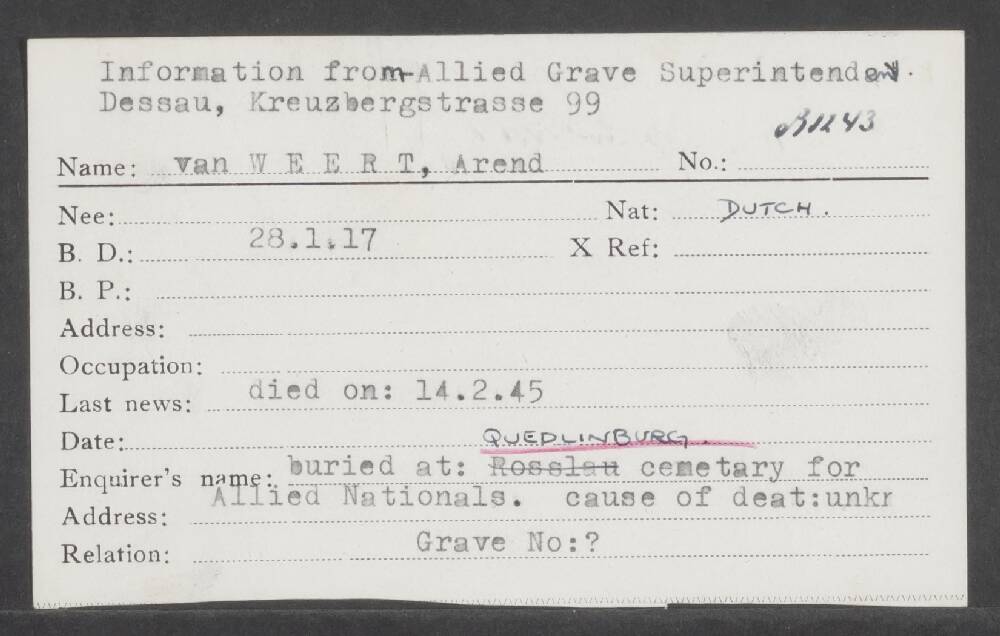 Information from Allied Grave Superintendent.
Dessau, Kreuzbergstrasse 99
Name: van W E E R T, Arend No.:
Nee: Nat: DUTCH.
B. D.: 28.1.17 X Ref:
B. P.:
Address:
Occupation:
Last news: died on: 14.2.45
Date: QUEDLINBURG.
Enquirer's name: buried at: Rosslau cemetary for
Allied Nationals. cause of deat:unkr
Address:
Relation: Grave No:?